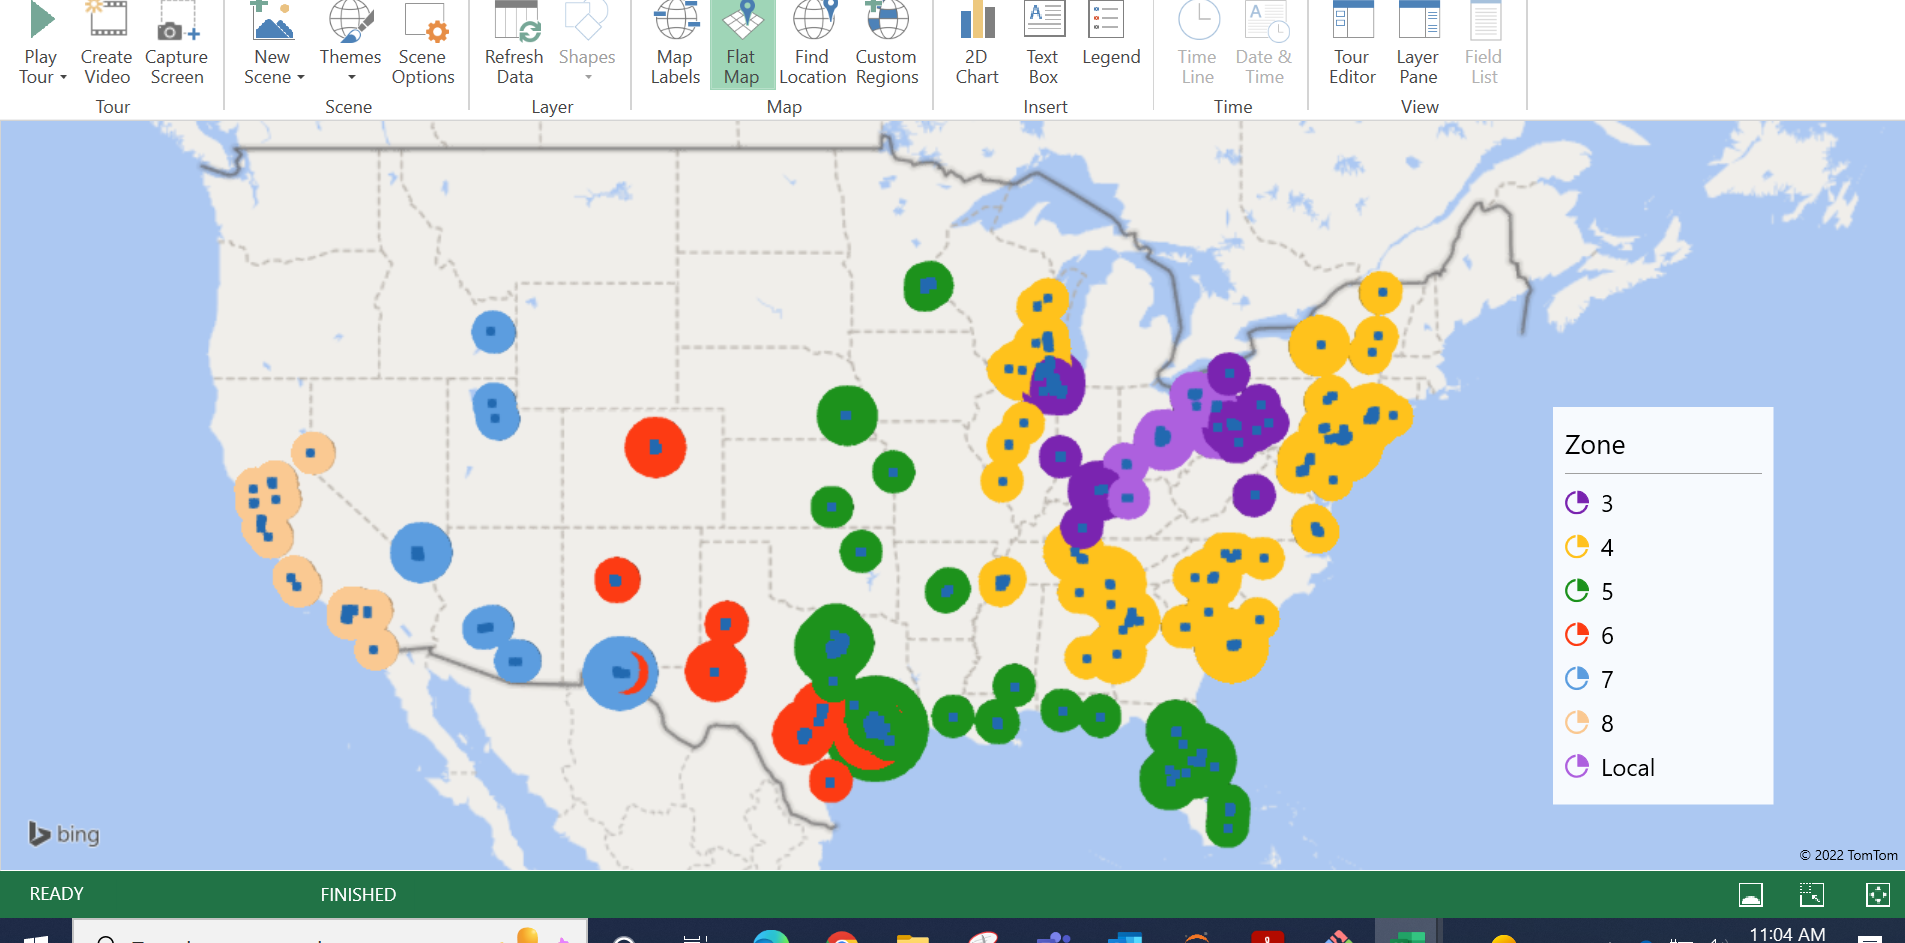 Play Tour
Create Video
Capture Screen
New Scene
Themes
Scene Options
Refresh Data
Shapes
Map Labels
Flat Map
Find Location
Custom Regions
2D Chart
A Text Box
Legend
Time Line
A Date & Time
Tour Editor
Layer Pane
Field List
Tour
Scene
Layer
Map
Insert
Time
View
Zone
3
4
5
6
7
8
Local
bing
© 2022 TomTom
READY
FINISHED
11:04 AM